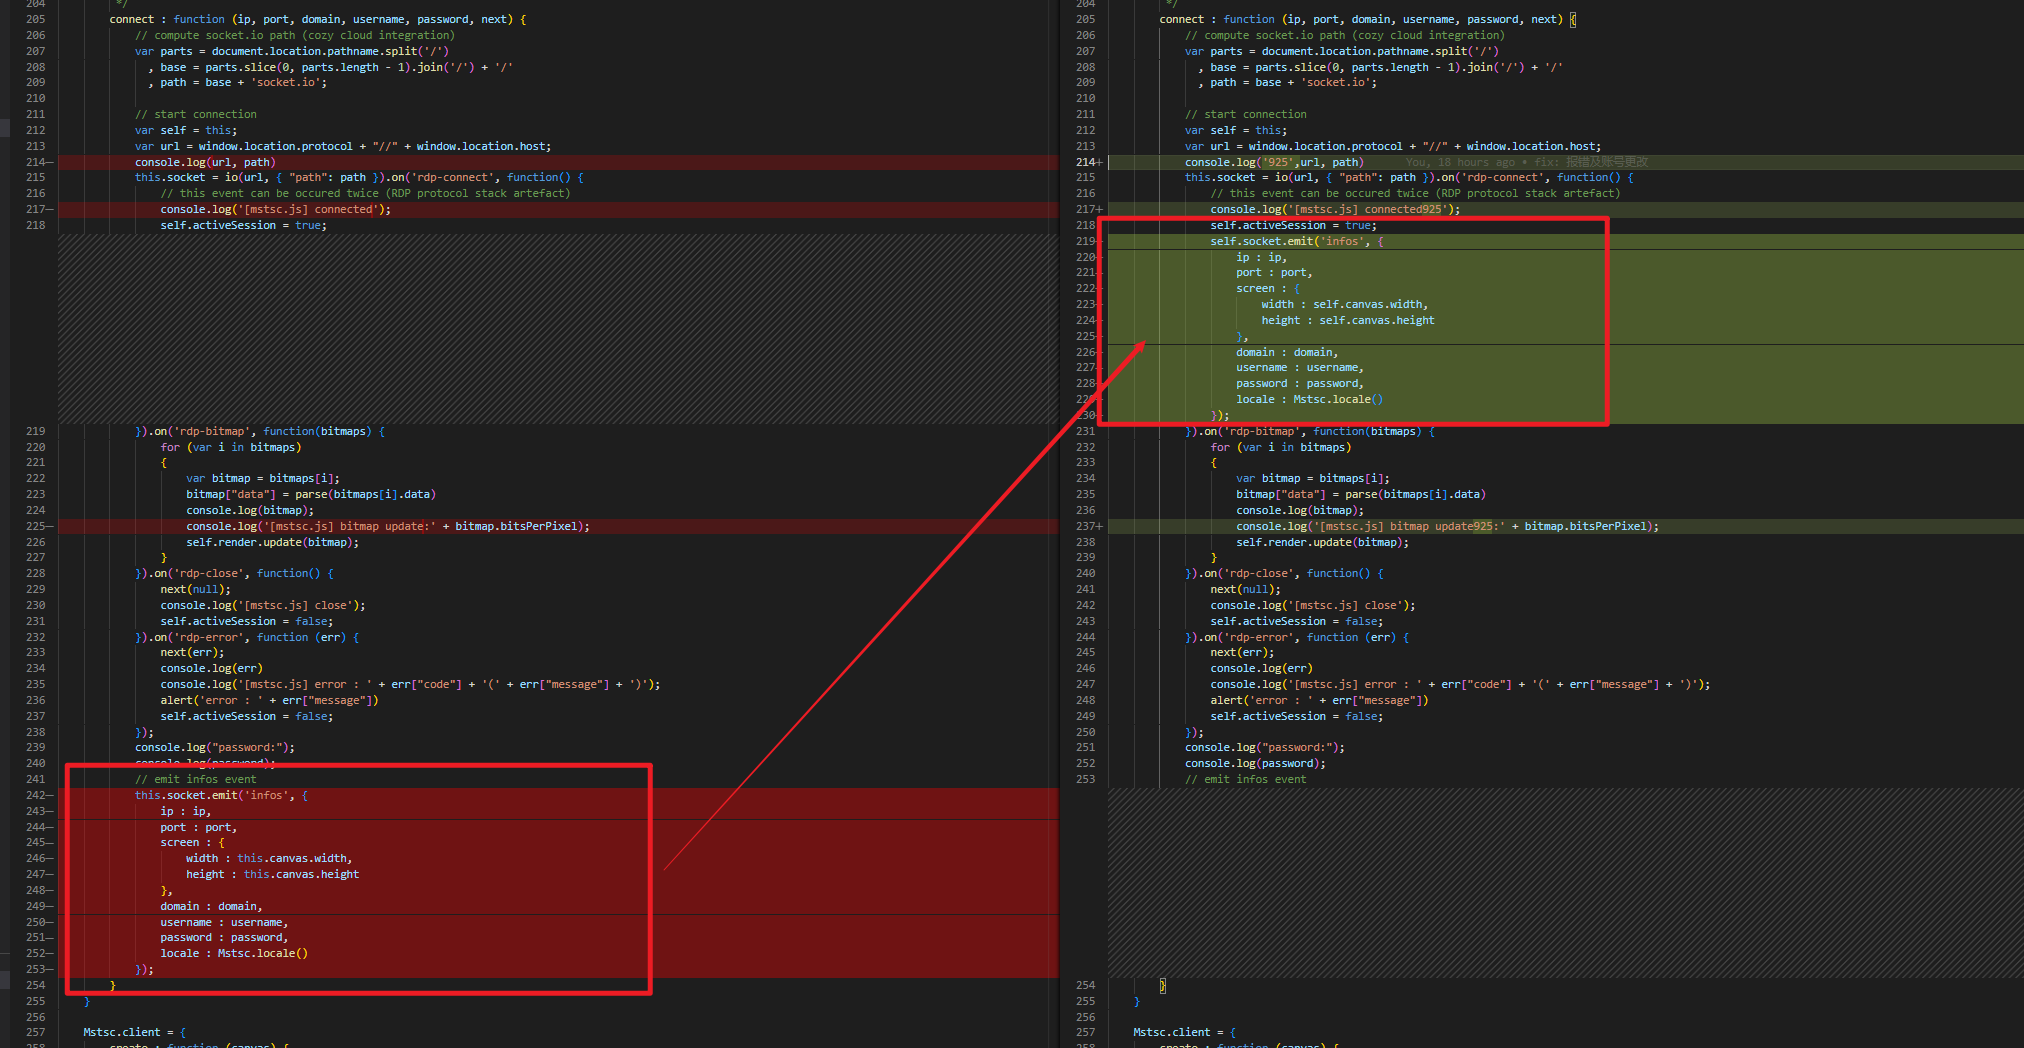 204 */
205 connect : function (ip, port, domain, username, password, next) {
206 // compute socket.io path (cozy cloud integration)
207 var parts = document.location.pathname.split('/')
208 , base = parts.slice(0, parts.length - 1).join('/') + '/'
209 , path = base + 'socket.io';
210
211 // start connection
212 var self = this;
213 var url = window.location.protocol + "//" + window.location.host;
214— console.log(url, path)
215 this.socket = io(url, { "path": path }).on('rdp-connect', function() {
216 // this event can be occured twice (RDP protocol stack artefact)
217— console.log('[mstsc.js] connected');
218 self.activeSession = true;
219 }).on('rdp-bitmap', function(bitmaps) {
220 for (var i in bitmaps)
221 {
222 var bitmap = bitmaps[i];
223 bitmap["data"] = parse(bitmaps[i].data)
224 console.log(bitmap);
225— console.log('[mstsc.js] bitmap update:' + bitmap.bitsPerPixel);
226 self.render.update(bitmap);
227 }
228 }).on('rdp-close', function() {
229 next(null);
230 console.log('[mstsc.js] close');
231 self.activeSession = false;
232 }).on('rdp-error', function (err) {
233 next(err);
234 console.log(err)
235 console.log('[mstsc.js] error : ' + err["code"] + '(' + err["message"] + ')');
236 alert('error : ' + err["message"])
237 self.activeSession = false;
238 });
239 console.log("password:");
240 console.log(password);
241 // emit infos event
242— this.socket.emit('infos', {
243— ip : ip,
244— port : port,
245— screen : {
246— width : this.canvas.width,
247— height : this.canvas.height
248— },
249— domain : domain,
250— username : username,
251— password : password,
252— locale : Mstsc.locale()
253— });
254 }
255 }
256
257 Mstsc.client = {
258 create : function (canvas) {
204 */
205 connect : function (ip, port, domain, username, password, next) {
206 // compute socket.io path (cozy cloud integration)
207 var parts = document.location.pathname.split('/')
208 , base = parts.slice(0, parts.length - 1).join('/') + '/'
209 , path = base + 'socket.io';
210
211 // start connection
212 var self = this;
213 var url = window.location.protocol + "//" + window.location.host;
214+ console.log('925',url, path) You, 18 hours ago • fix: 报错及账号更改
215 this.socket = io(url, { "path": path }).on('rdp-connect', function() {
216 // this event can be occured twice (RDP protocol stack artefact)
217+ console.log('[mstsc.js] connected925');
218 self.activeSession = true;
219+ self.socket.emit('infos', {
220+ ip : ip,
221+ port : port,
222+ screen : {
223+ width : self.canvas.width,
224+ height : self.canvas.height
225+ },
226+ domain : domain,
227+ username : username,
228+ password : password,
229+ locale : Mstsc.locale()
230+ });
231 }).on('rdp-bitmap', function(bitmaps) {
232 for (var i in bitmaps)
233 {
234 var bitmap = bitmaps[i];
235 bitmap["data"] = parse(bitmaps[i].data)
236 console.log(bitmap);
237+ console.log('[mstsc.js] bitmap update925:' + bitmap.bitsPerPixel);
238 self.render.update(bitmap);
239 }
240 }).on('rdp-close', function() {
241 next(null);
242 console.log('[mstsc.js] close');
243 self.activeSession = false;
244 }).on('rdp-error', function (err) {
245 next(err);
246 console.log(err)
247 console.log('[mstsc.js] error : ' + err["code"] + '(' + err["message"] + ')');
248 alert('error : ' + err["message"])
249 self.activeSession = false;
250 });
251 console.log("password:");
252 console.log(password);
253 // emit infos event
254 }
255 }
256
257 Mstsc.client = {
258 create : function (canvas) {